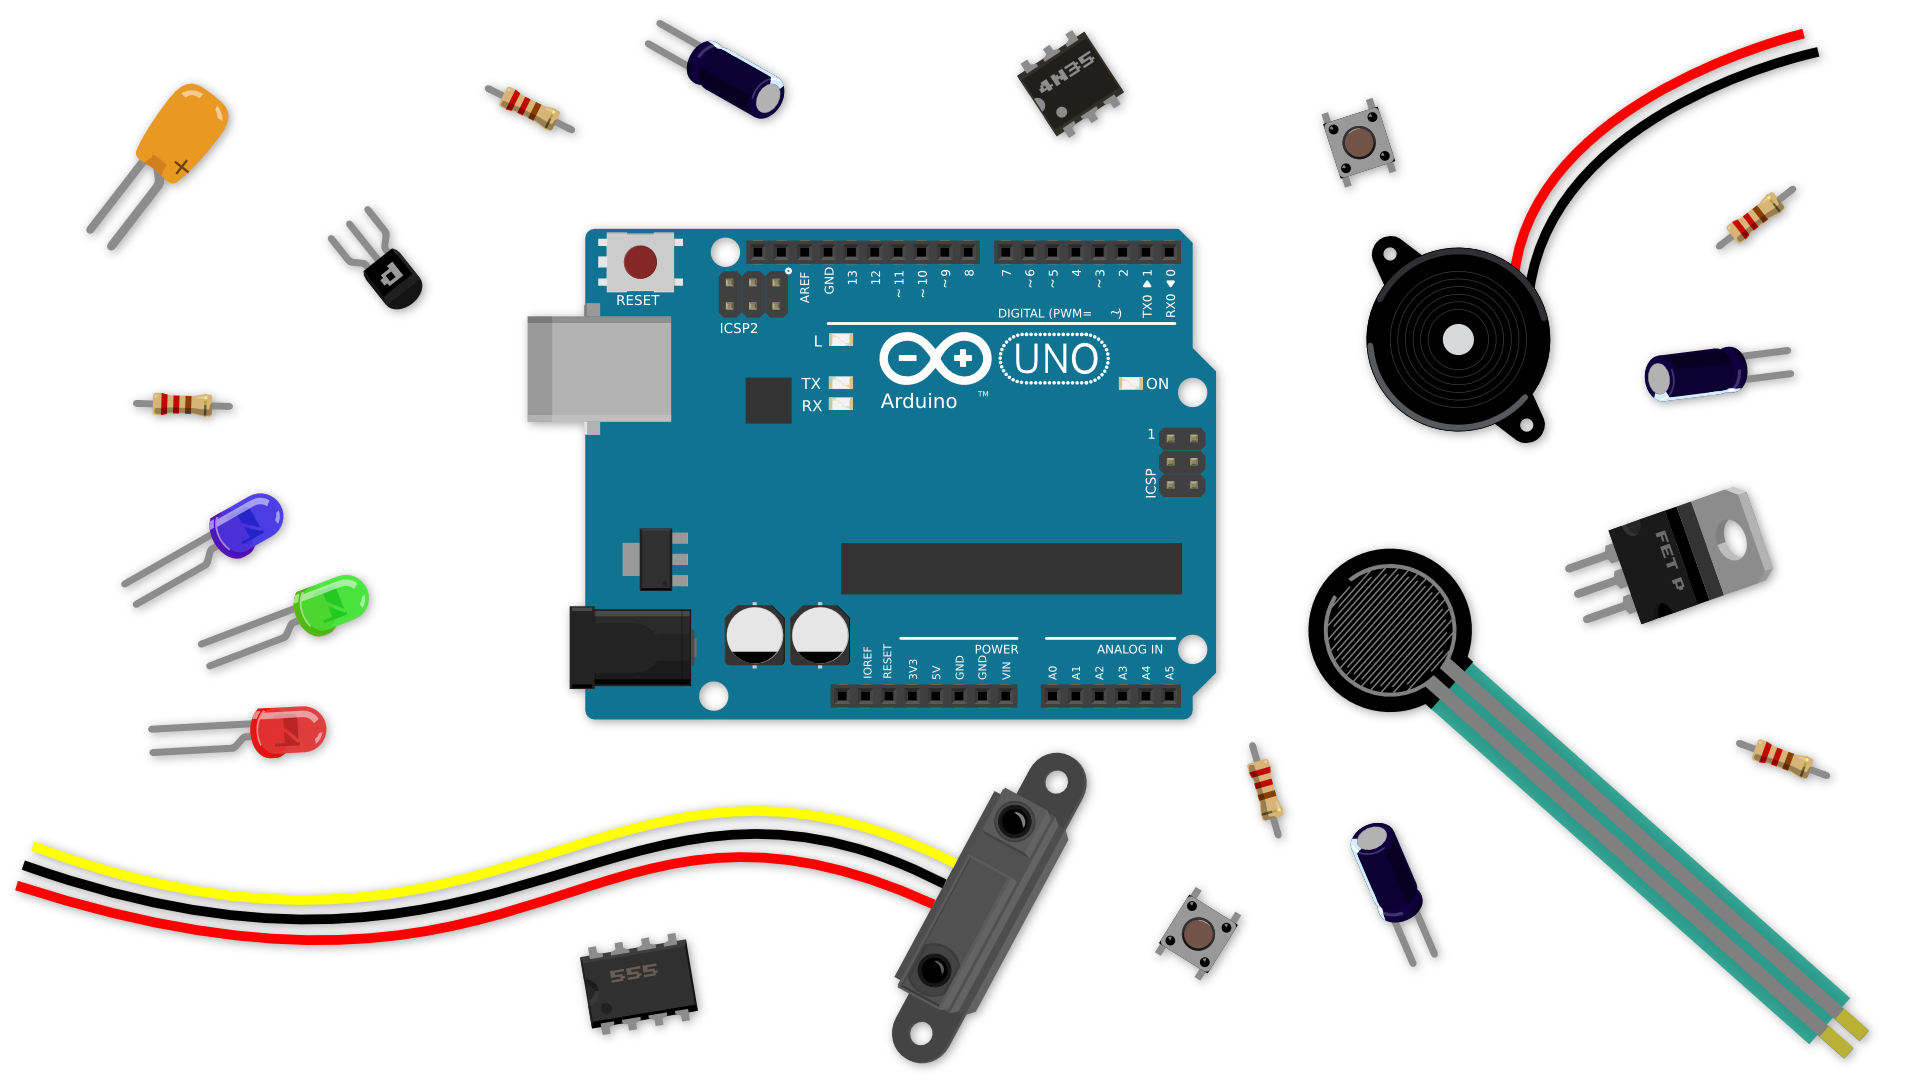 4N35
RESET
ICSP2
AREF
GND
13
12
~11
~10
~9
8
7
~6
~5
4
~3
2
TX0 ▶ 1
RX0 ◀ 0
DIGITAL (PWM= ~)
L
TX
RX
UNO
ON
Arduino
TM
1
ICSP
FET P
IOREF
RESET
3V3
5V
GND
GND
VIN
POWER
ANALOG IN
A0
A1
A2
A3
A4
A5
+
555